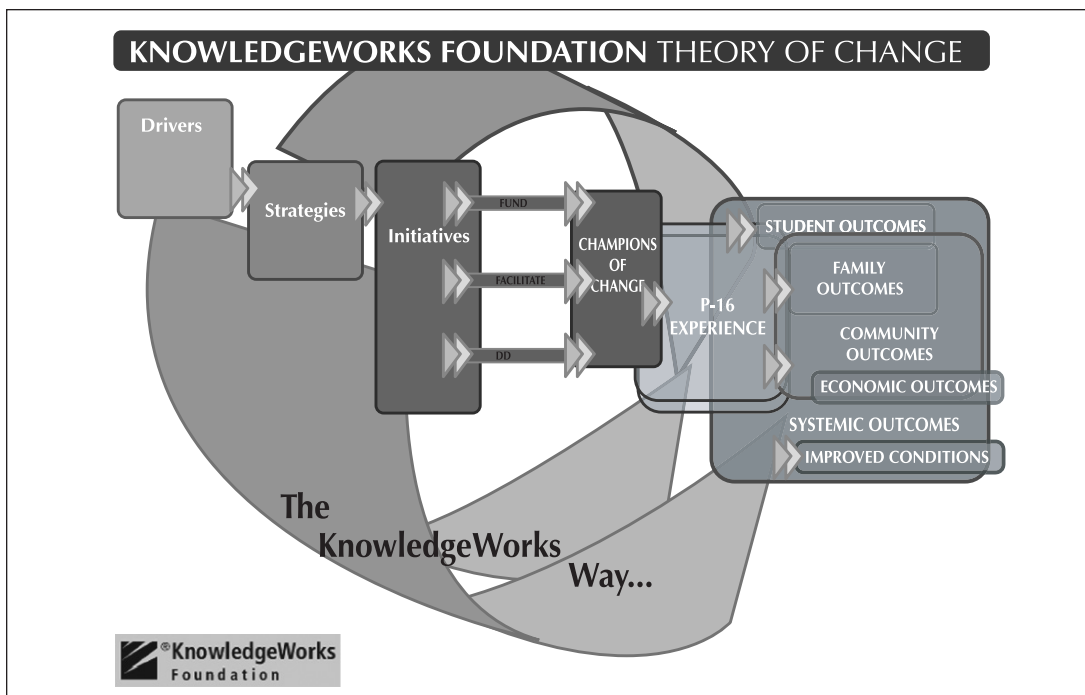 KNOWLEDGEWORKS FOUNDATION THEORY OF CHANGE
Drivers
Strategies
Initiatives
FUND
FACILITATE
DD
CHAMPIONS
OF
CHANGE
P-16
EXPERIENCE
STUDENT OUTCOMES
FAMILY
OUTCOMES
COMMUNITY
OUTCOMES
ECONOMIC OUTCOMES
SYSTEMIC OUTCOMES
IMPROVED CONDITIONS
The
KnowledgeWorks
Way...
®KnowledgeWorks
Foundation